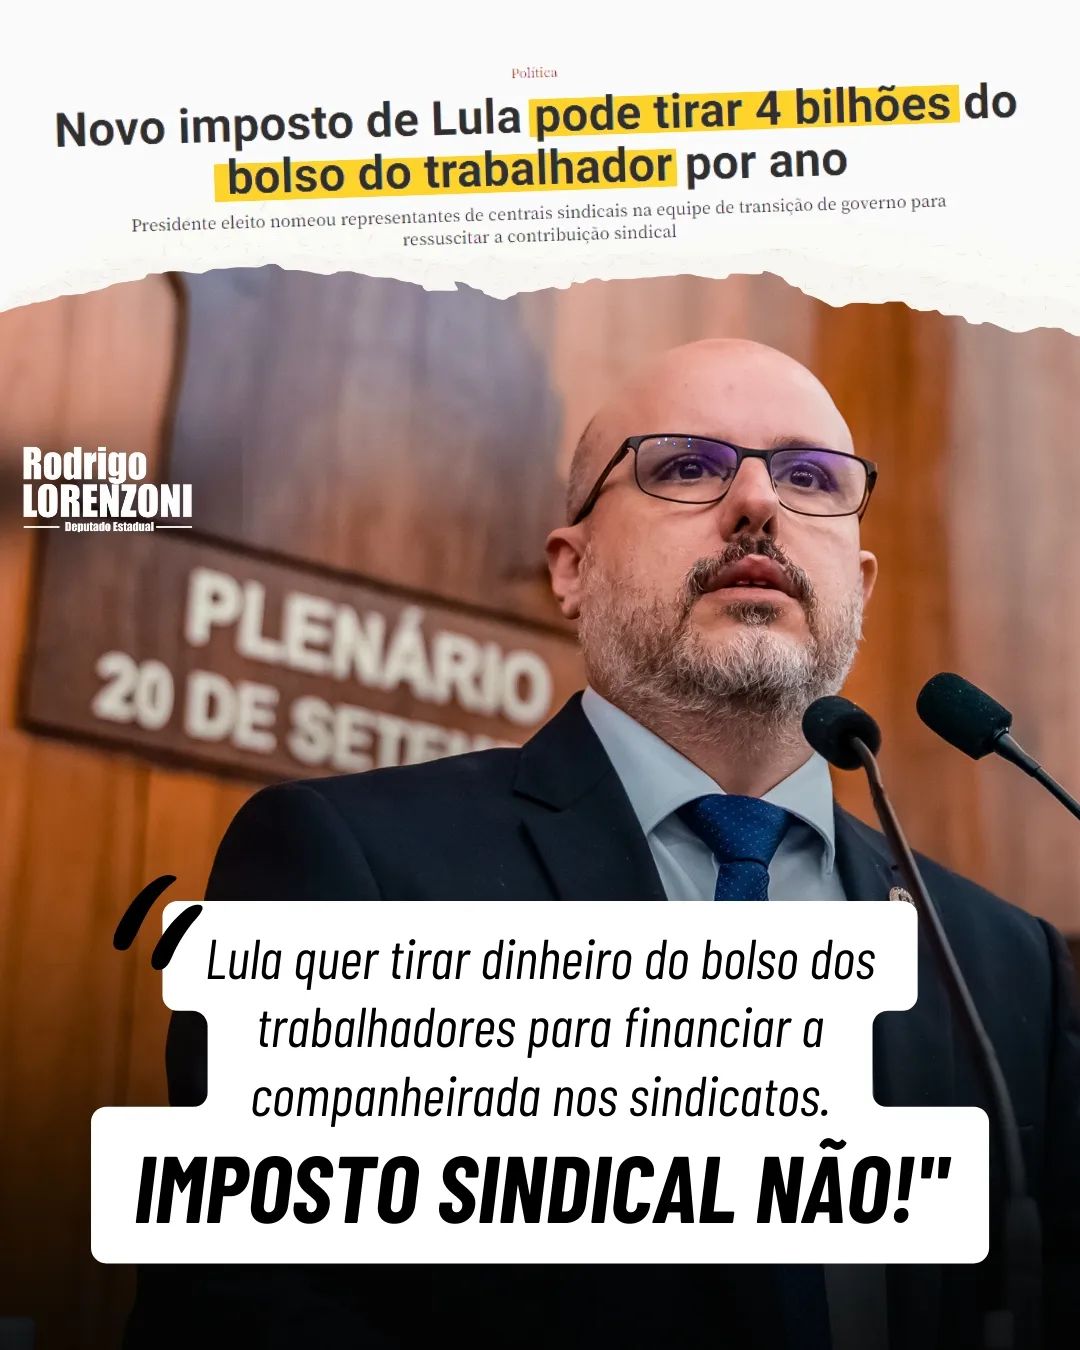 Política
Novo imposto de Lula pode tirar 4 bilhões do
bolso do trabalhador por ano
Presidente eleito nomeou representantes de centrais sindicais na equipe de transição de governo para
ressuscitar a contribuição sindical
Rodrigo
LORENZONI
Deputado Estadual
PLENÁRIO
20 DE SETE
“Lula quer tirar dinheiro do bolso dos
trabalhadores para financiar a
companheirada nos sindicatos.
IMPOSTO SINDICAL NÃO!"